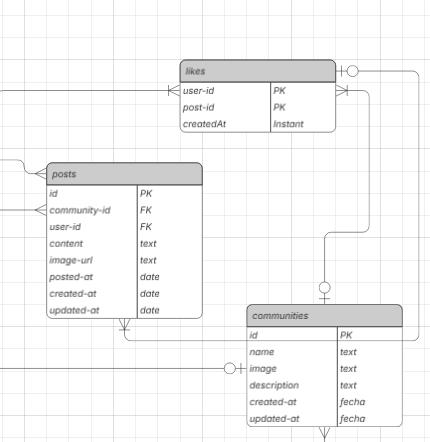 likes
user-id PK
post-id PK
createdAt Instant
posts
id PK
community-id FK
user-id FK
content text
image-url text
posted-at date
created-at date
updated-at date
communities
id PK
name text
image text
description text
created-at fecha
updated-at fecha